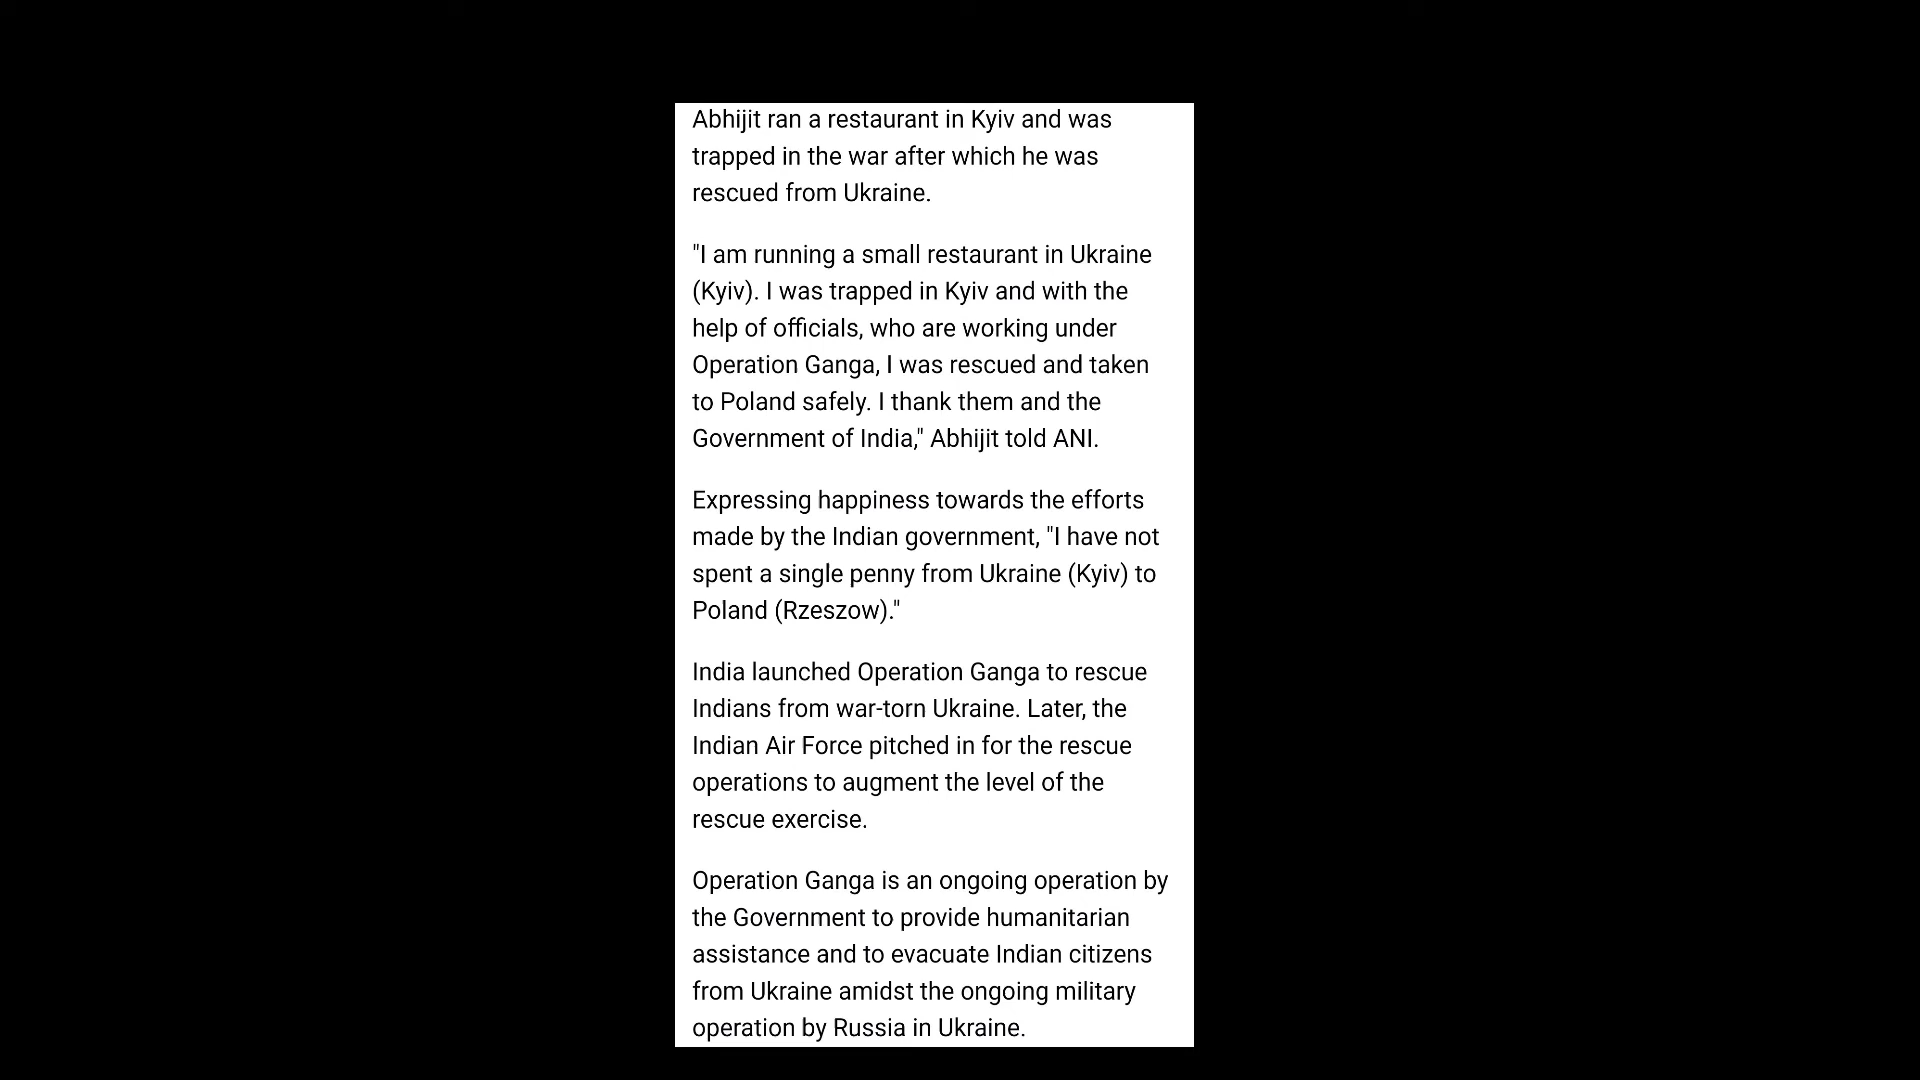 Abhijit ran a restaurant in Kyiv and was
trapped in the war after which he was
rescued from Ukraine.
"I am running a small restaurant in Ukraine
(Kyiv). I was trapped in Kyiv and with the
help of officials, who are working under
Operation Ganga, I was rescued and taken
to Poland safely. I thank them and the
Government of India," Abhijit told ANI.
Expressing happiness towards the efforts
made by the Indian government, "I have not
spent a single penny from Ukraine (Kyiv) to
Poland (Rzeszow)."
India launched Operation Ganga to rescue
Indians from war-torn Ukraine. Later, the
Indian Air Force pitched in for the rescue
operations to augment the level of the
rescue exercise.
Operation Ganga is an ongoing operation by
the Government to provide humanitarian
assistance and to evacuate Indian citizens
from Ukraine amidst the ongoing military
operation by Russia in Ukraine.